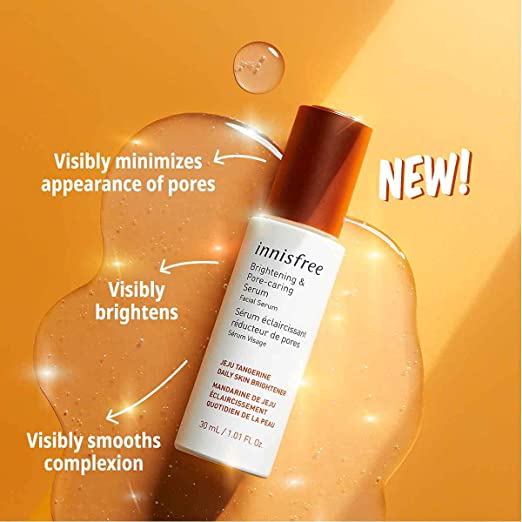 NEW!
Visibly minimizes
appearance of pores
Visibly
brightens
Visibly smooths
complexion
innisfree
Brightening &
Pore-caring
Serum
Facial Serum
Sérum éclaircissant
réducteur de pores
Sérum Visage
JEJU TANGERINE
DAILY SKIN BRIGHTENER
MANDARINE DE JEJU
ÉCLAIRCISSEMENT
QUOTIDIEN DE LA PEAU
30 mL / 1.01 Fl. Oz.